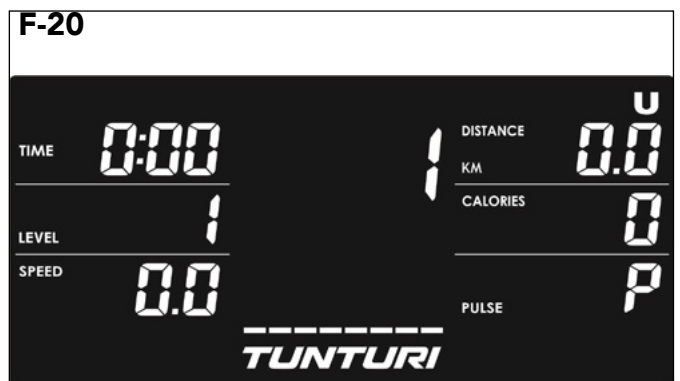 F-20
U
TIME 0:00
1
DISTANCE 0.0
KM
LEVEL 1
CALORIES 0
SPEED 0.0
PULSE P
TUNTURI